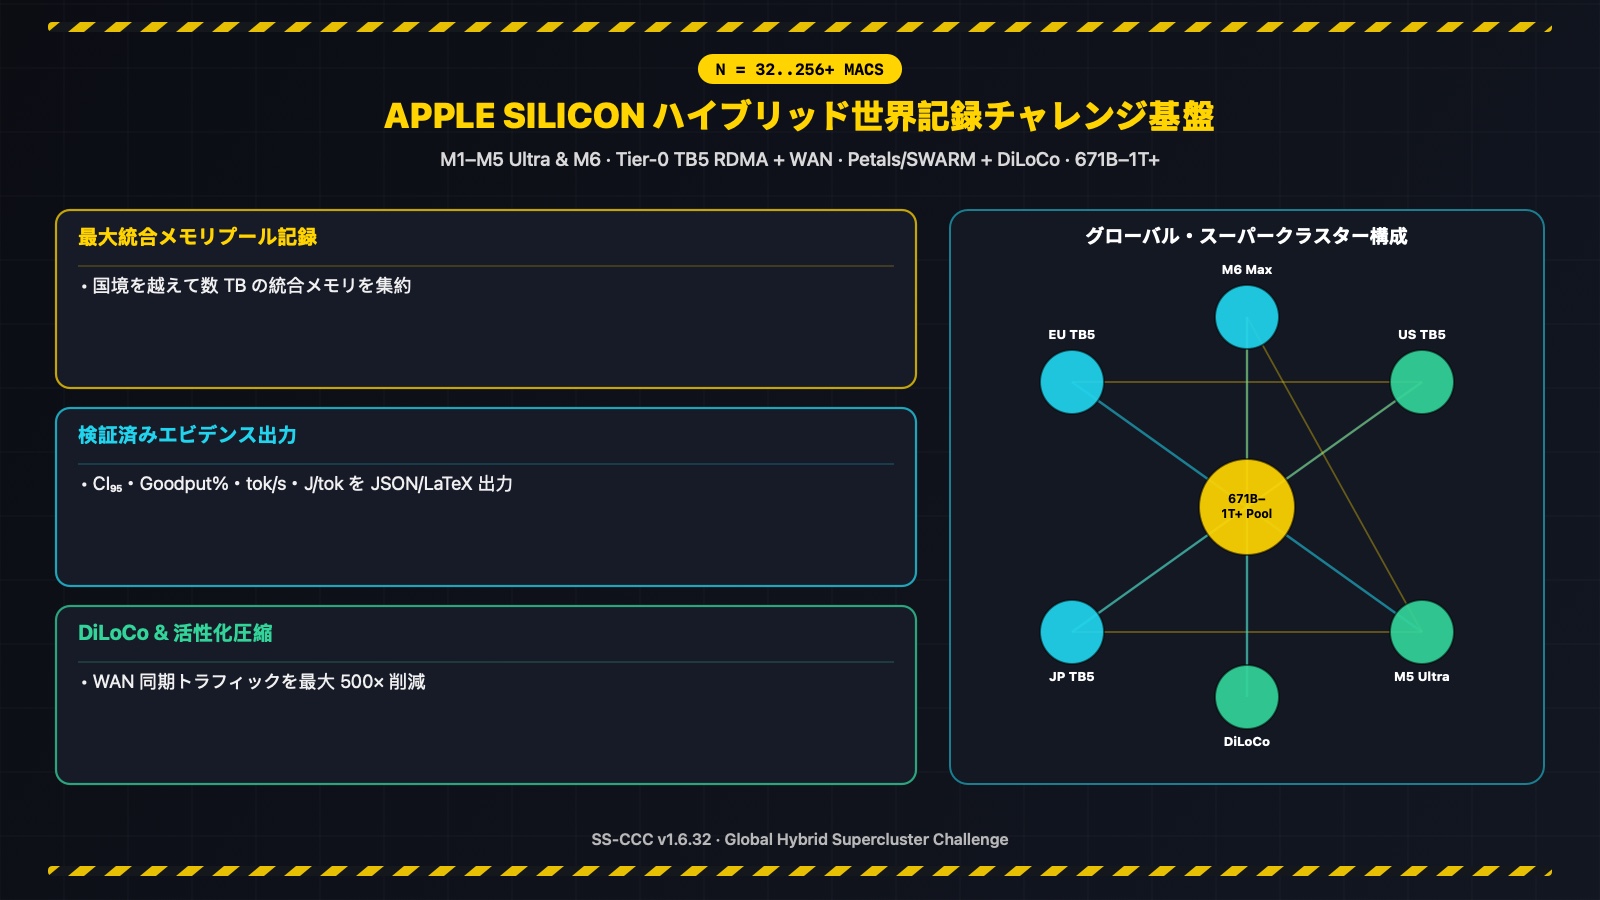 N = 32..256+ MACS
APPLE SILICON ハイブリッド世界記録チャレンジ基盤
M1–M5 Ultra & M6 · Tier-0 TB5 RDMA + WAN · Petals/SWARM + DiLoCo · 671B–1T+
最大統合メモリプール記録
• 国境を越えて数 TB の統合メモリを集約
検証済みエビデンス出力
• CI₉₅・Goodput%・tok/s・J/tok を JSON/LaTeX 出力
DiLoCo & 活性化圧縮
• WAN 同期トラフィックを最大 500× 削減
グローバル・スーパークラスター構成
M6 Max
EU TB5
US TB5
671B–
1T+ Pool
JP TB5
M5 Ultra
DiLoCo
SS-CCC v1.6.32 · Global Hybrid Supercluster Challenge